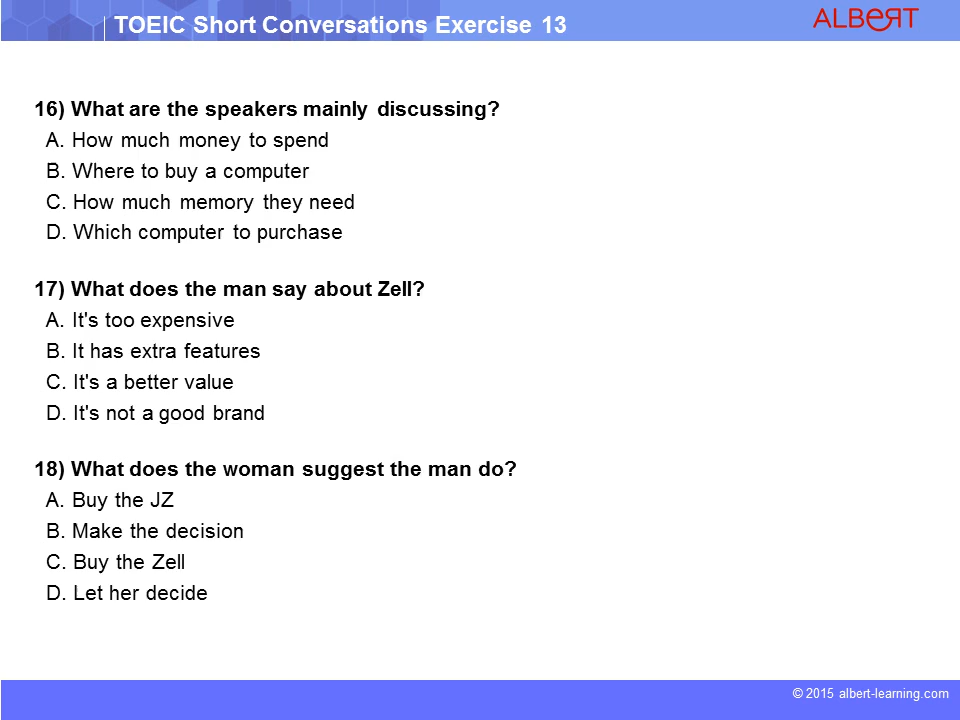 TOEIC Short Conversations Exercise 13
ALBERT
16) What are the speakers mainly discussing?
A. How much money to spend
B. Where to buy a computer
C. How much memory they need
D. Which computer to purchase
17) What does the man say about Zell?
A. It's too expensive
B. It has extra features
C. It's a better value
D. It's not a good brand
18) What does the woman suggest the man do?
A. Buy the JZ
B. Make the decision
C. Buy the Zell
D. Let her decide
© 2015 albert-learning.com